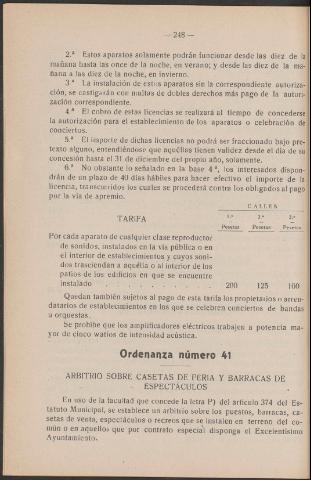 — 248 —
2.ª Estos aparatos solamente podrán funcionar desde las diez de la
mañana hasta las once de la noche, en verano; y desde las diez de la ma-
ñana a las diez de la noche, en invierno.
3.ª La instalación de estos aparatos sin la correspondiente autoriza-
ción, se castigarán con multas de dobles derechos más pago de la autori-
zación correspondiente.
4.ª El cobro de estas licencias se realizará al tiempo de concederse
la autorización para el establecimiento de los aparatos o celebración de
conciertos.
5.ª El importe de dichas licencias no podrá ser fraccionado bajo pre-
texto alguno, entendiéndose que aquéllas tienen validez desde el día de su
concesión hasta el 31 de diciembre del propio año, solamente.
6.ª No obstante lo señalado en la base 4.ª, los interesados dispon-
drán de un plazo de 40 días hábiles para hacer efectivo el importe de la
licencia, transcurridos los cuales se procederá contra los obligados al pago
por la vía de apremio.
CALLES
TARIFA
1.ª 2.ª 3.ª
Pesetas Pesetas Pesetas
Por cada aparato de cualquier clase reproductor
de sonidos, instalados en la vía pública o en
el interior de establecimientos y cuyos soni-
dos trasciendan a aquélla o al interior de los
patios de los edificios en que se encuentre
instalado . . . . . . . . . 200 125 100
Quedan también sujetos al pago de esta tarifa los propietarios o arren-
datarios de establecimientos en los que se celebren conciertos de bandas
u orquestas.
Se prohibe que los amplificadores eléctricos trabajen a potencia ma-
yor de cinco watios de intensidad acústica.
Ordenanza número 41
ARBITRIO SOBRE CASETAS DE FERIA Y BARRACAS DE
ESPECTACULOS
En uso de la facultad que concede la letra P) del artículo 374 del Es-
tatuto Municipal, se establece un arbitrio sobre los puestos, barracas, ca-
setas de venta, espectáculos o recreos que se instalen en terreno del co-
mún o en aquellos que por contrato especial disponga el Excelentísimo
Ayuntamiento.